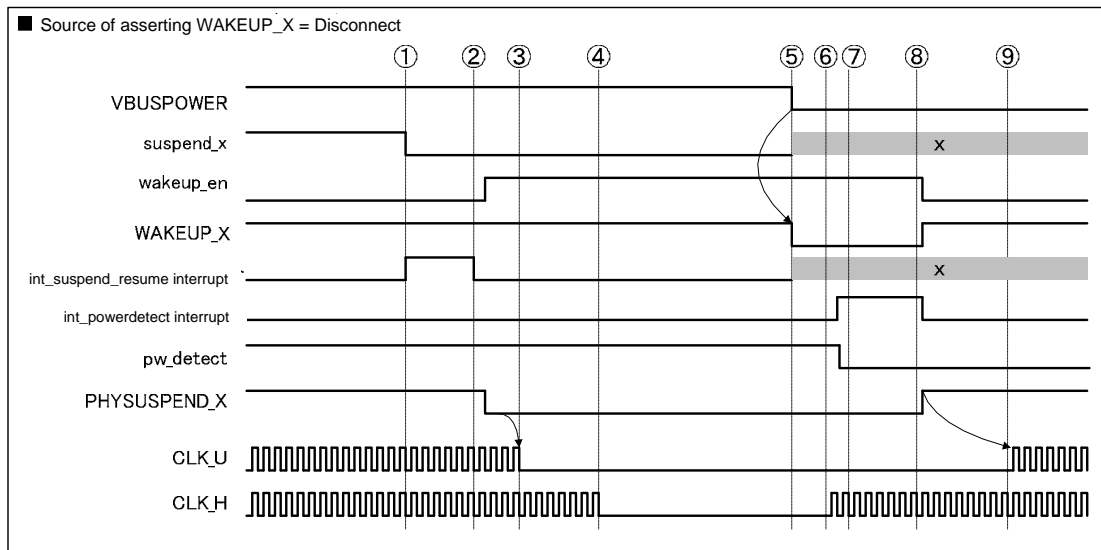 ■ Source of asserting WAKEUP_X = Disconnect
① ② ③ ④ ⑤ ⑥ ⑦ ⑧ ⑨
VBUSPOWER
suspend_x x
wakeup_en
WAKEUP_X
int_suspend_resume interrupt x
int_powerdetect interrupt
pw_detect
PHYSUSPEND_X
CLK_U
CLK_H